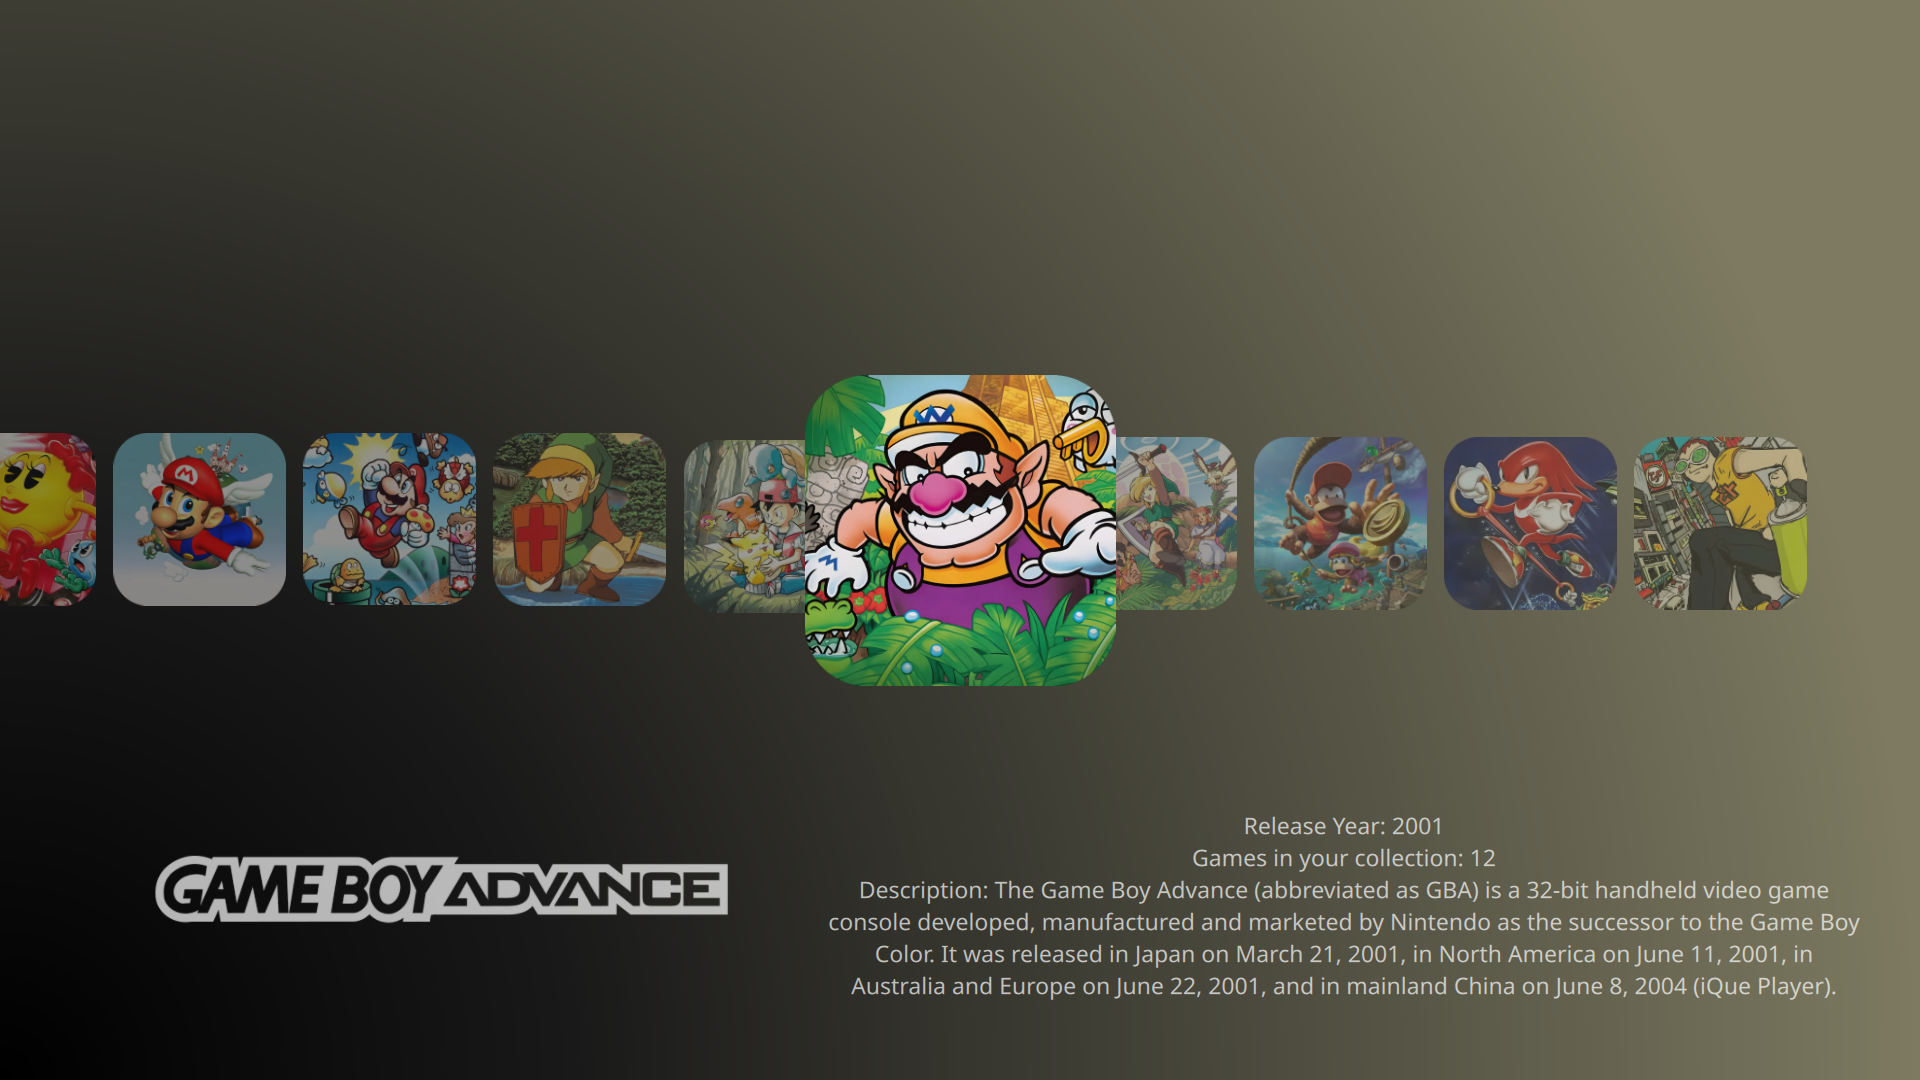 GAME BOY ADVANCE
Release Year: 2001
Games in your collection: 12
Description: The Game Boy Advance (abbreviated as GBA) is a 32-bit handheld video game
console developed, manufactured and marketed by Nintendo as the successor to the Game Boy
Color. It was released in Japan on March 21, 2001, in North America on June 11, 2001, in
Australia and Europe on June 22, 2001, and in mainland China on June 8, 2004 (iQue Player).